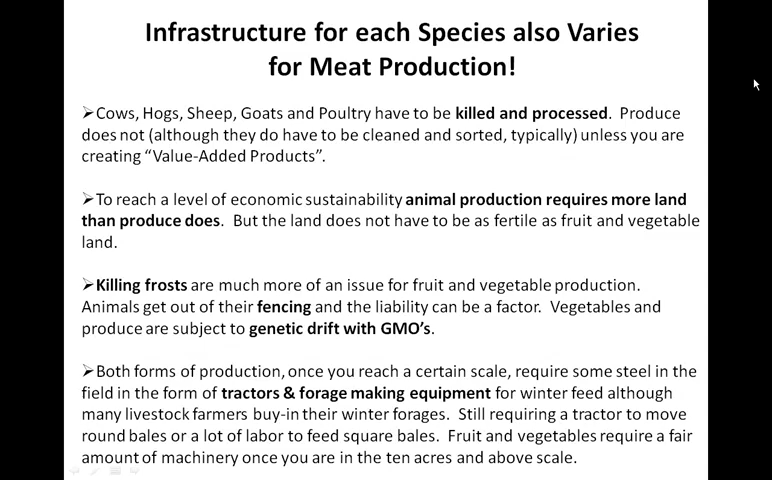 Infrastructure for each Species also Varies
for Meat Production!
➢Cows, Hogs, Sheep, Goats and Poultry have to be killed and processed.  Produce
does not (although they do have to be cleaned and sorted, typically) unless you are
creating “Value-Added Products”.
➢To reach a level of economic sustainability animal production requires more land
than produce does.  But the land does not have to be as fertile as fruit and vegetable
land.
➢Killing frosts are much more of an issue for fruit and vegetable production.
Animals get out of their fencing and the liability can be a factor.  Vegetables and
produce are subject to genetic drift with GMO’s.
➢Both forms of production, once you reach a certain scale, require some steel in the
field in the form of tractors & forage making equipment for winter feed although
many livestock farmers buy-in their winter forages.  Still requiring a tractor to move
round bales or a lot of labor to feed square bales.  Fruit and vegetables require a fair
amount of machinery once you are in the ten acres and above scale.